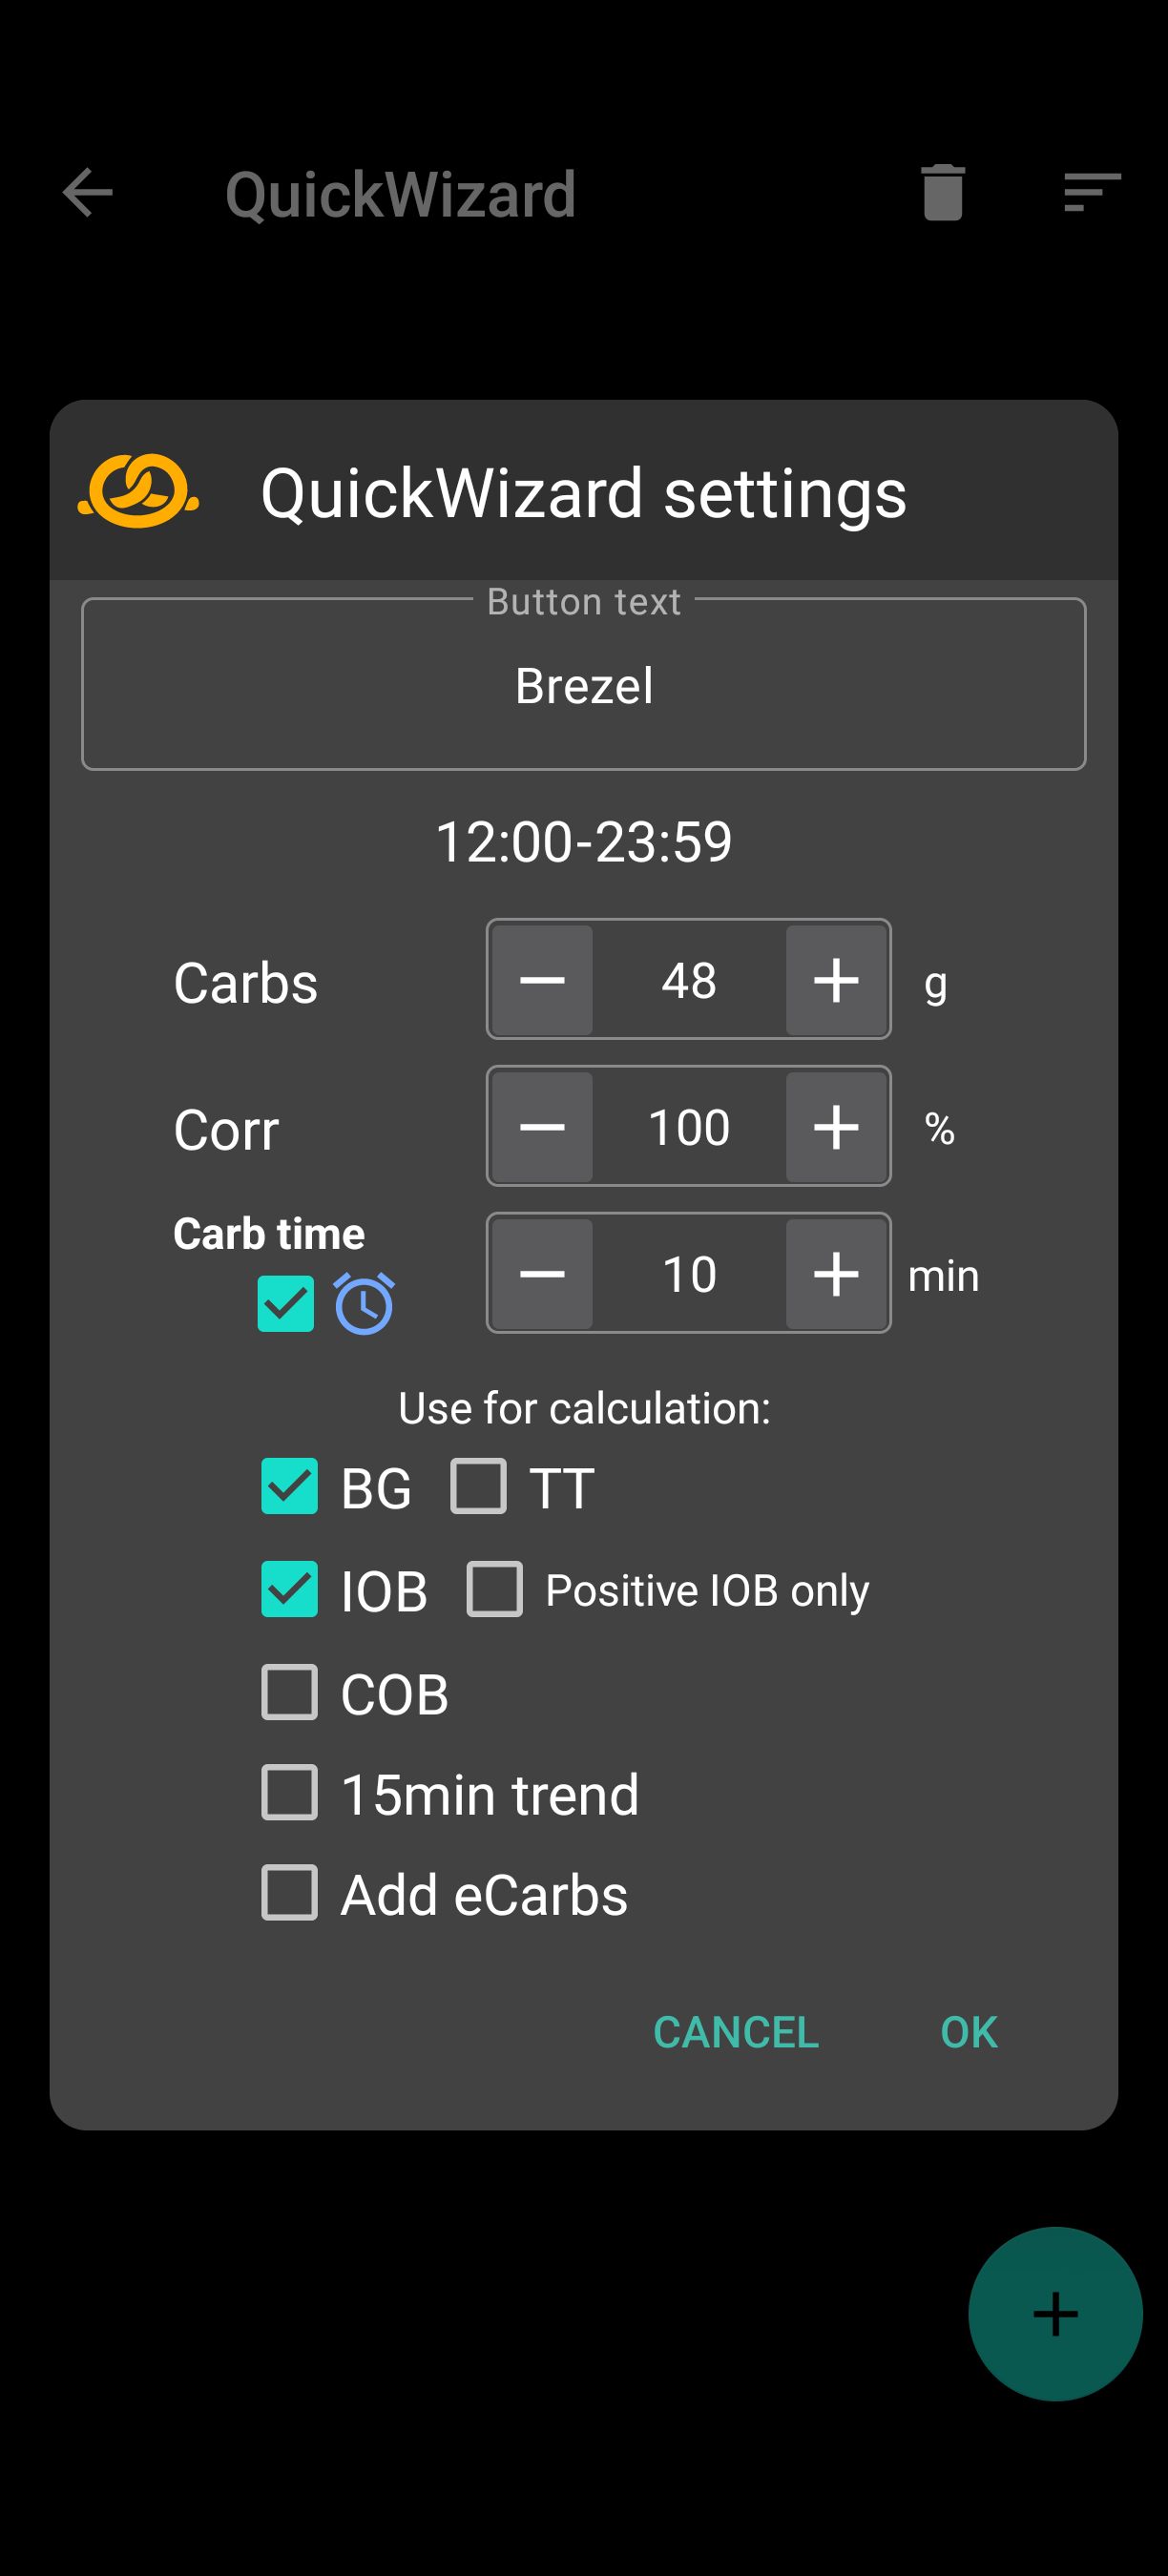 QuickWizard
QuickWizard settings
Button text
Brezel
12:00-23:59
Carbs 48 g
Corr 100 %
Carb time
10 min
Use for calculation:
BG TT
IOB Positive IOB only
COB
15min trend
Add eCarbs
CANCEL OK